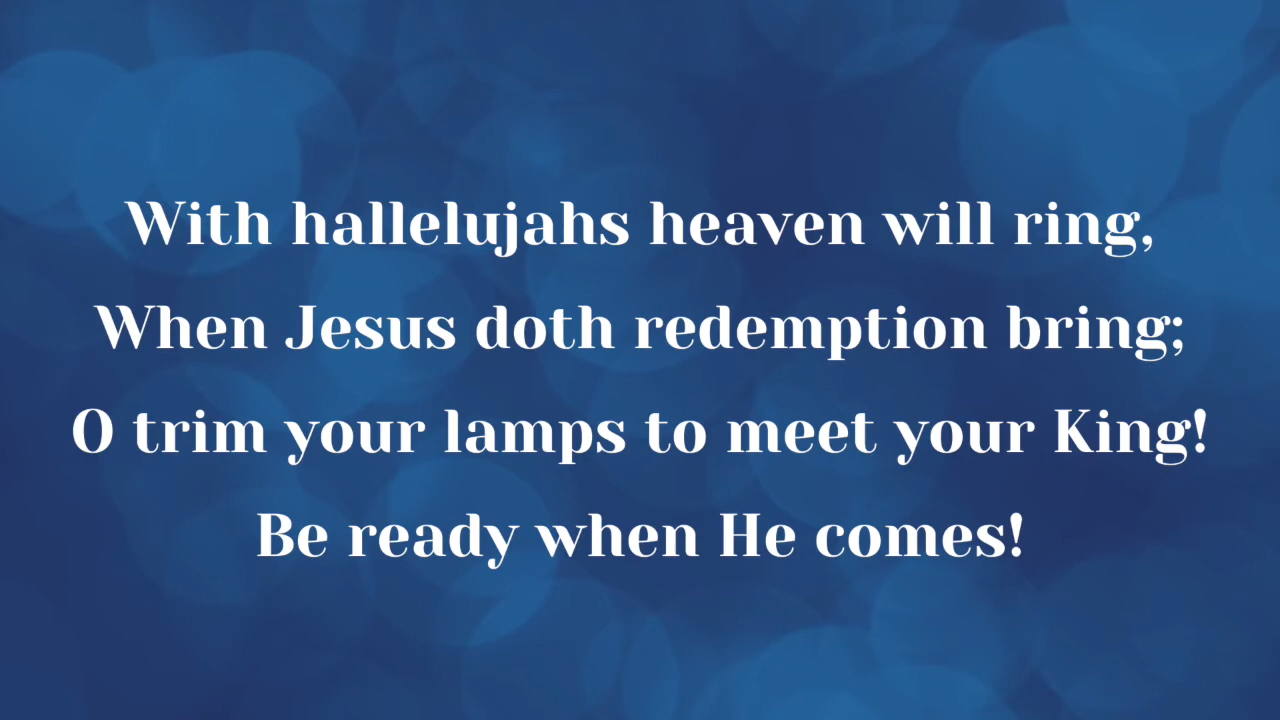 With hallelujahs heaven will ring,
When Jesus doth redemption bring;
O trim your lamps to meet your King!
Be ready when He comes!